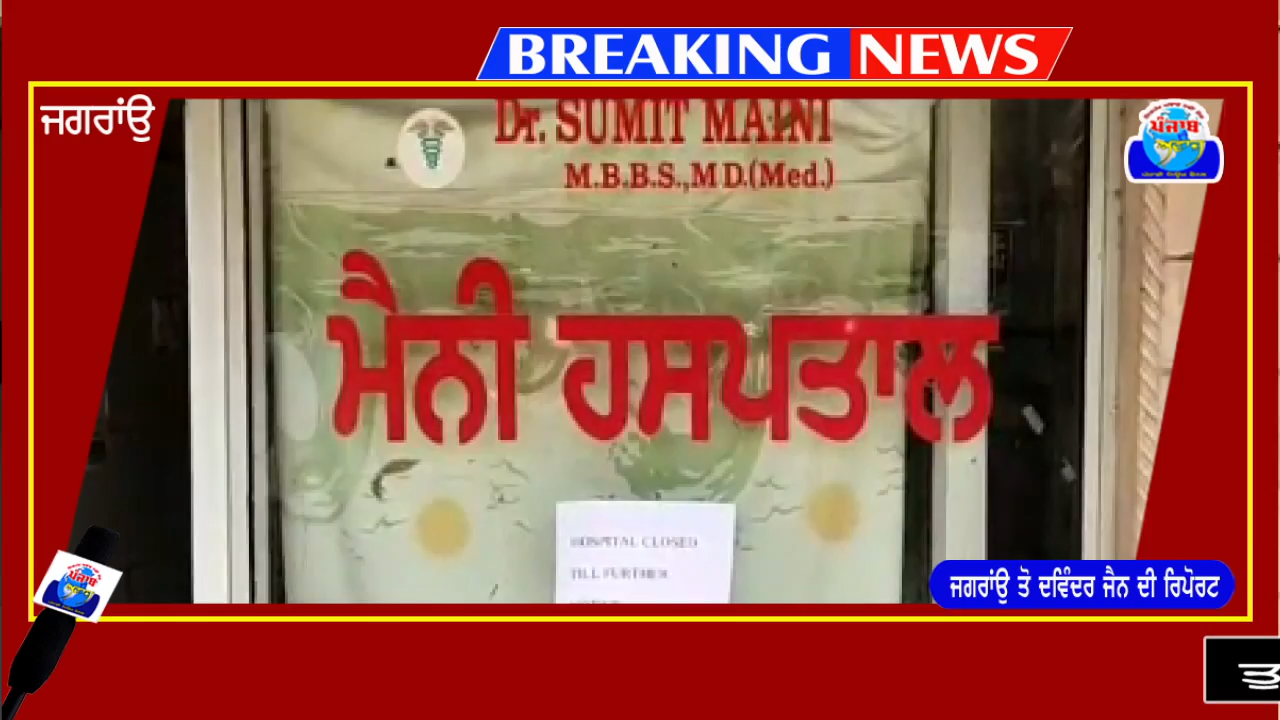 BREAKING NEWS
ਜਗਰਾਂਉ
Dr. SUMIT MAINI
M.B.B.S.,M D.(Med.)
ਪੰਜਾਬ
ਮੈਨੀ ਹਸਪਤਾਲ
HOSPITAL CLOSED
TILL FURTHER
ਪੰਜਾਬ
ਜਗਰਾਂਉ ਤੋ ਦਵਿੰਦਰ ਜੈਨ ਦੀ ਰਿਪੋਰਟ